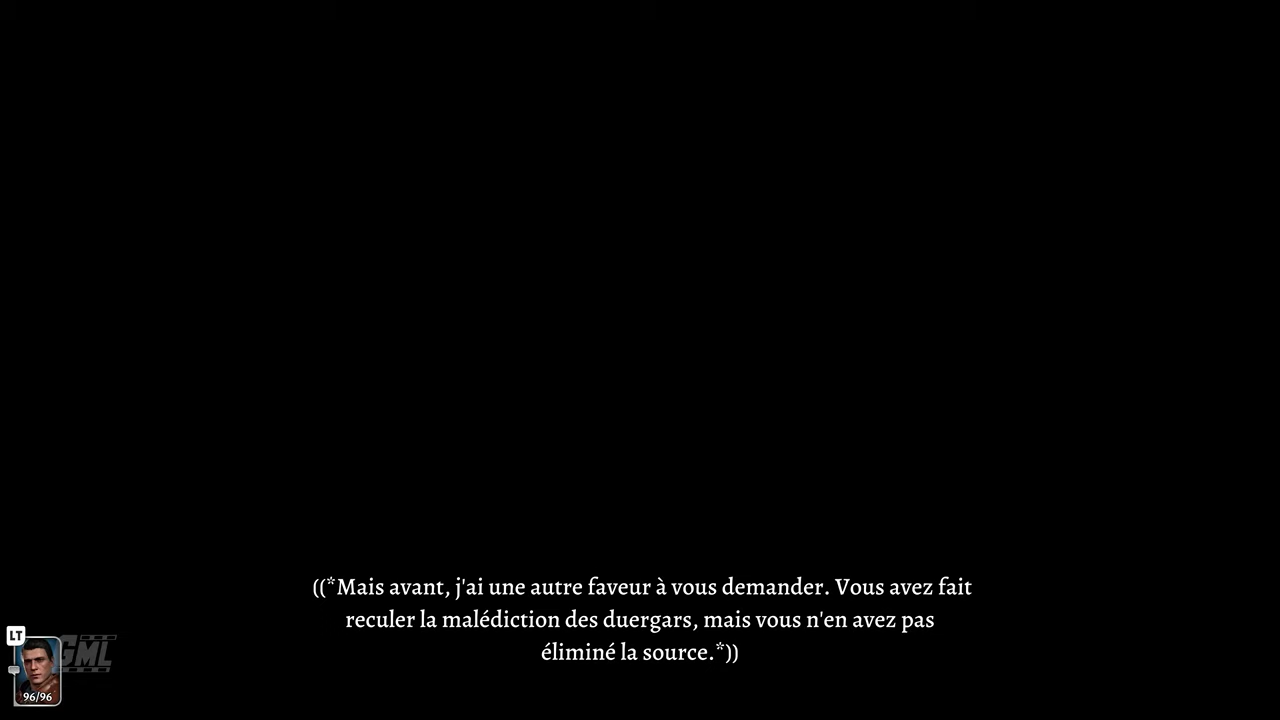 ((*Mais avant, j'ai une autre faveur à vous demander. Vous avez fait
reculer la malédiction des duergars, mais vous n'en avez pas
éliminé la source.*))
LT
GML
96/96